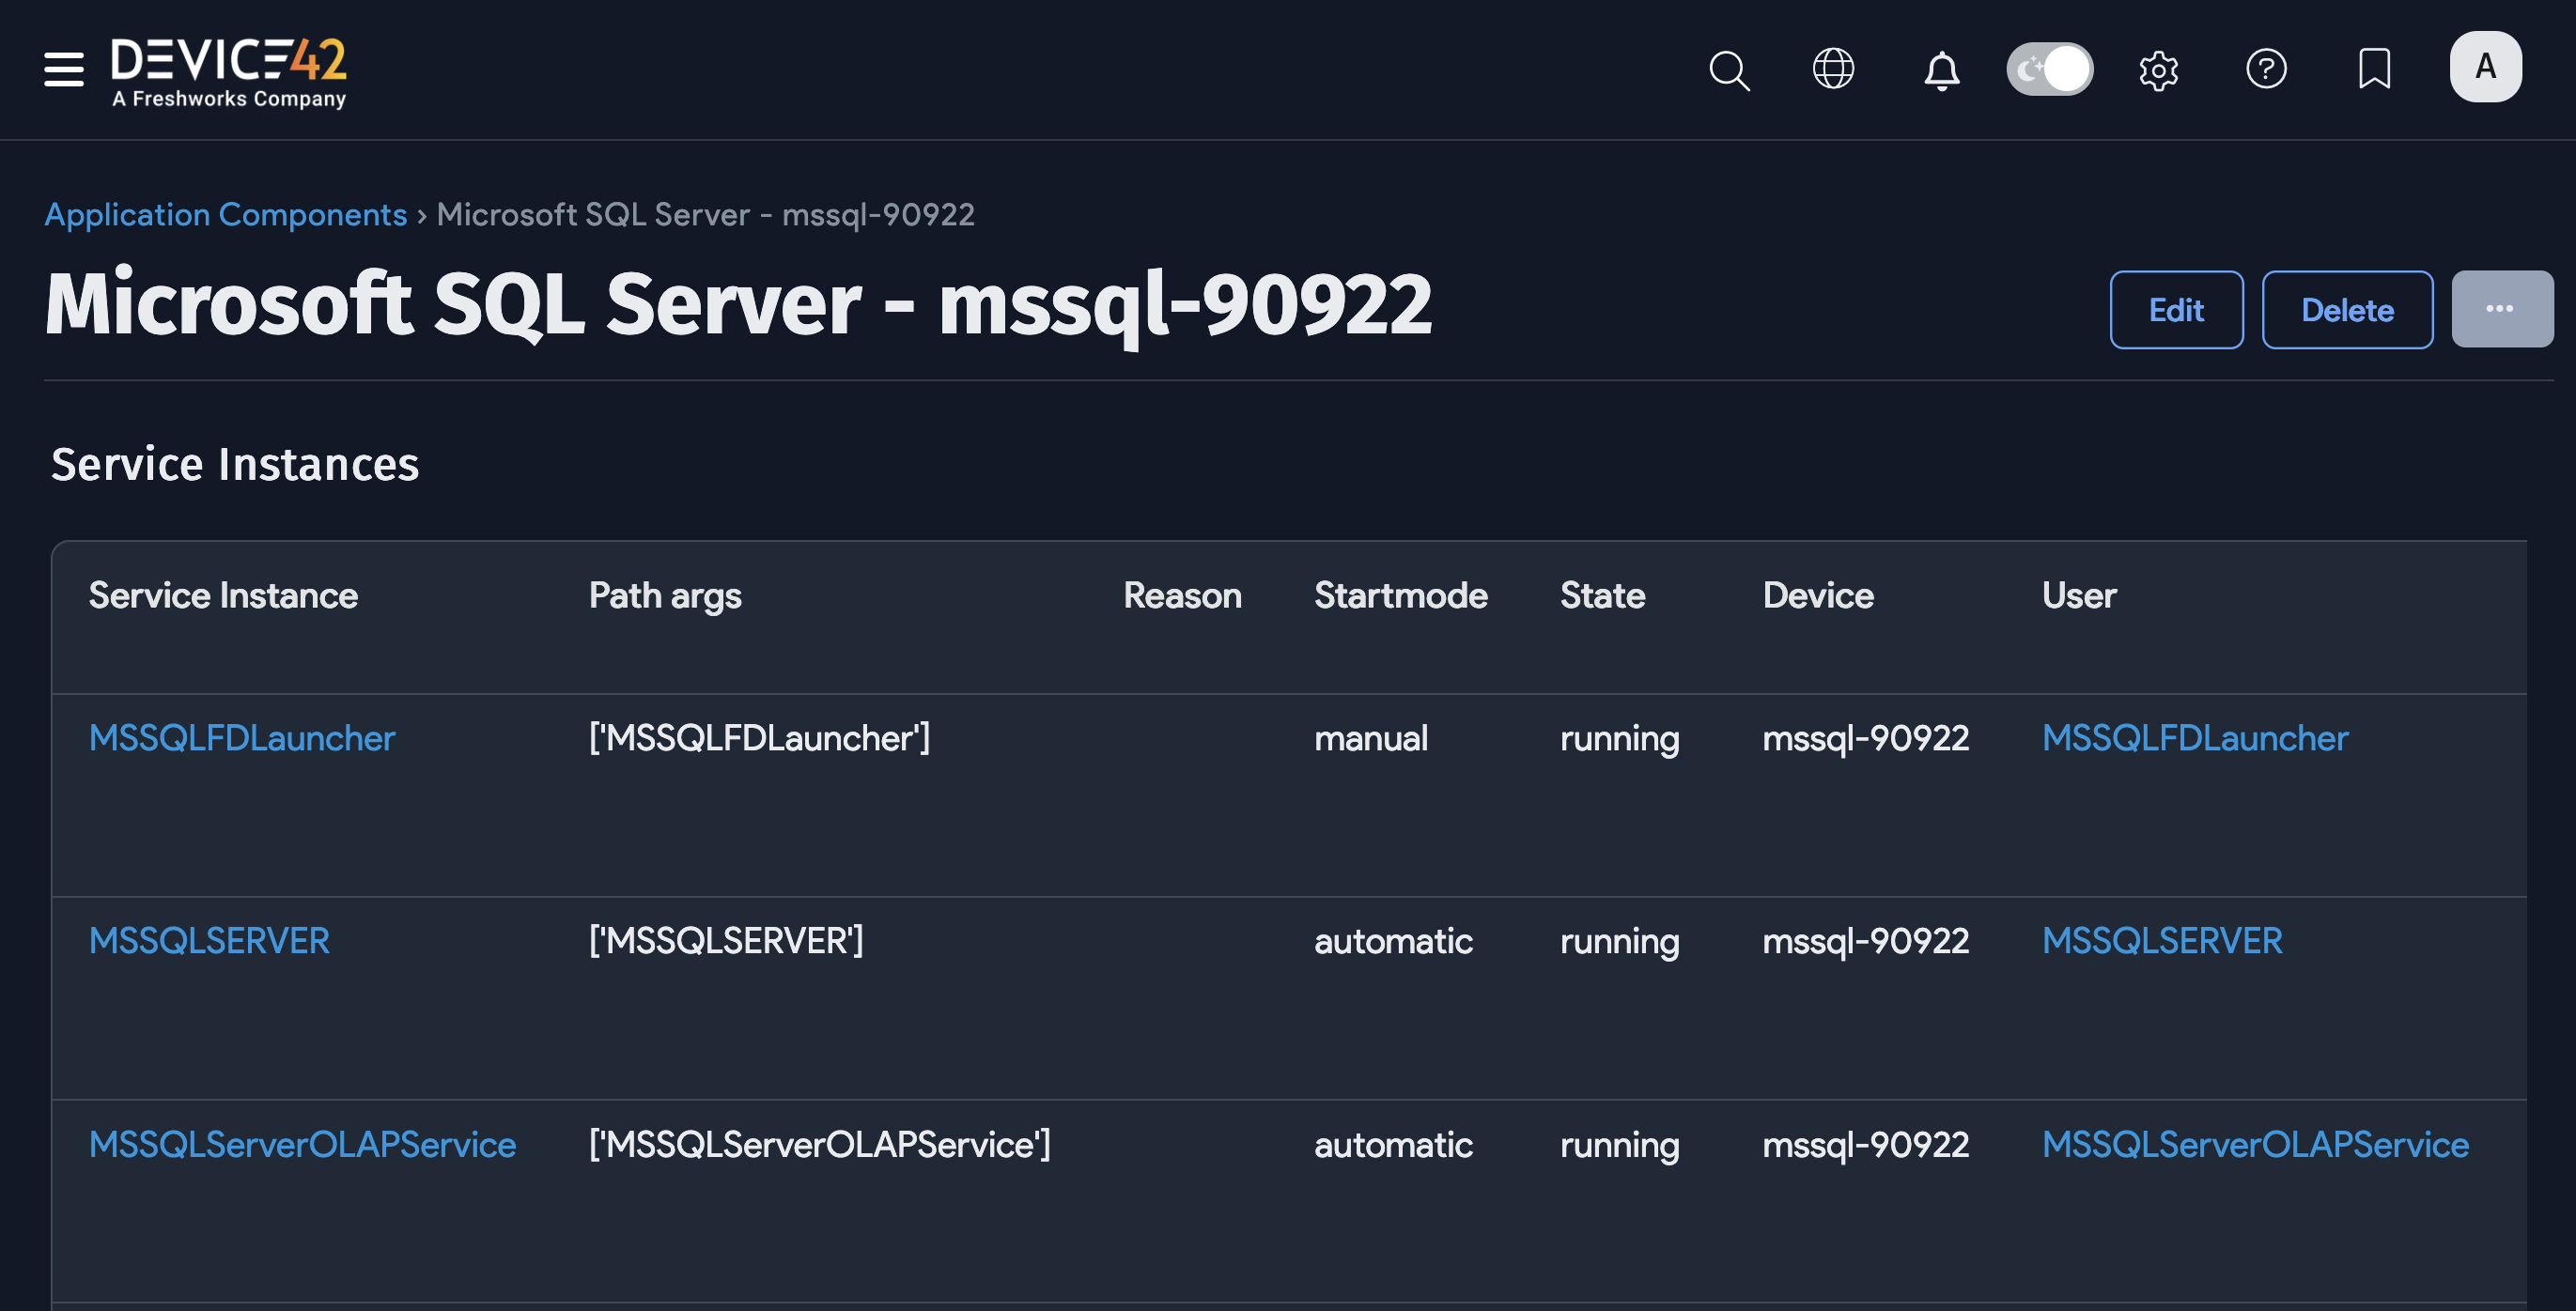 DEVICE42
A Freshworks Company
A
Application Components › Microsoft SQL Server - mssql-90922
Microsoft SQL Server - mssql-90922
Edit Delete ...
Service Instances
Service Instance Path args Reason Startmode State Device User
MSSQLFDLauncher ['MSSQLFDLauncher'] manual running mssql-90922 MSSQLFDLauncher
MSSQLSERVER ['MSSQLSERVER'] automatic running mssql-90922 MSSQLSERVER
MSSQLServerOLAPService ['MSSQLServerOLAPService'] automatic running mssql-90922 MSSQLServerOLAPService